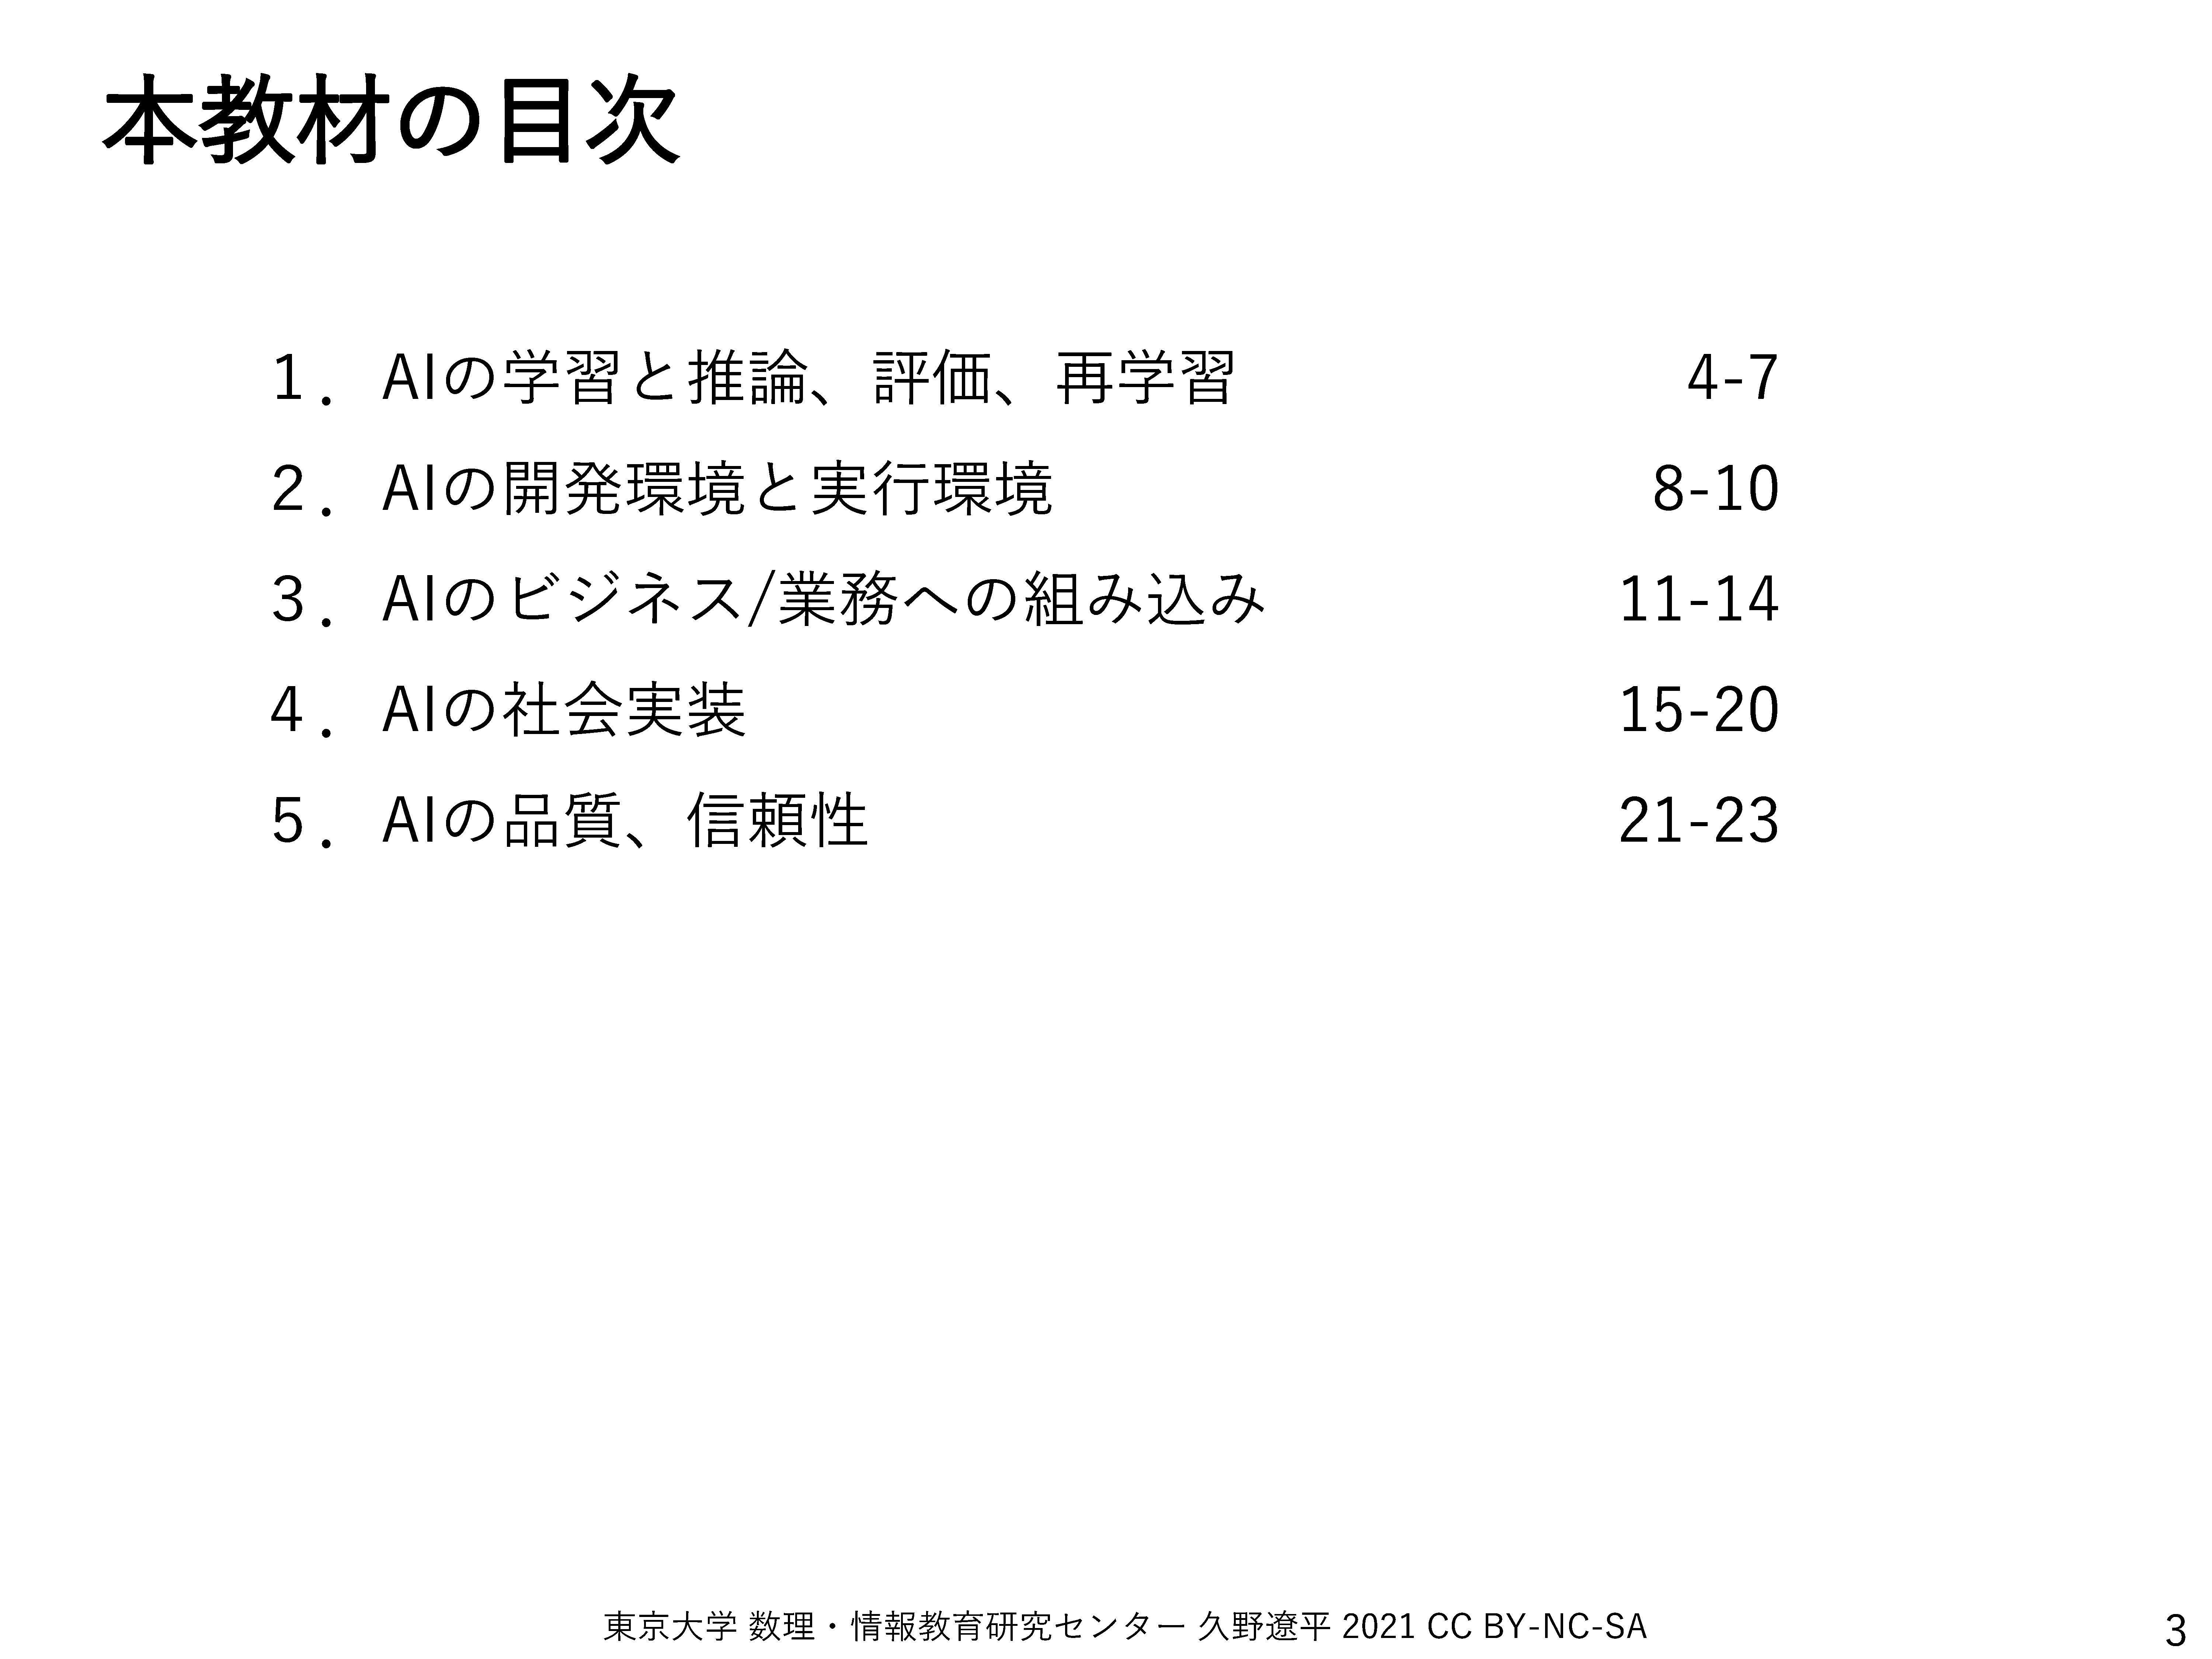 本教材の目次
1． AIの学習と推論、評価、再学習 4-7
2． AIの開発環境と実行環境 8-10
3． AIのビジネス/業務への組み込み 11-14
4． AIの社会実装 15-20
5． AIの品質、信頼性 21-23
東京大学 数理・情報教育研究センター 久野遼平 2021 CC BY-NC-SA 3